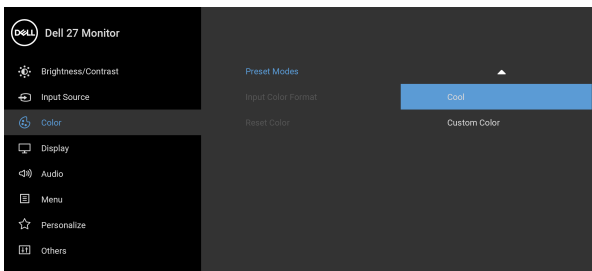 DELL Dell 27 Monitor
Brightness/Contrast
Preset Modes
Input Source
Input Color Format
Cool
Color
Reset Color
Custom Color
Display
Audio
Menu
Personalize
Others